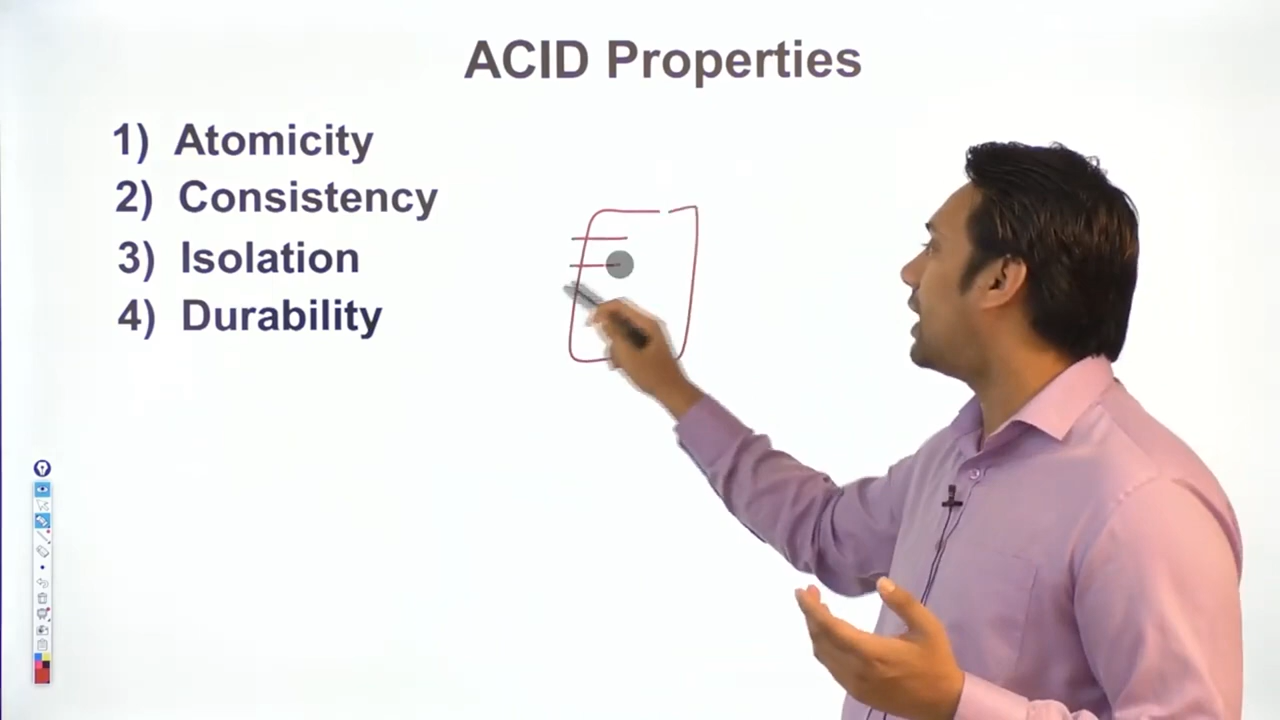 ACID Properties
1) Atomicity
2) Consistency
3) Isolation
4) Durability